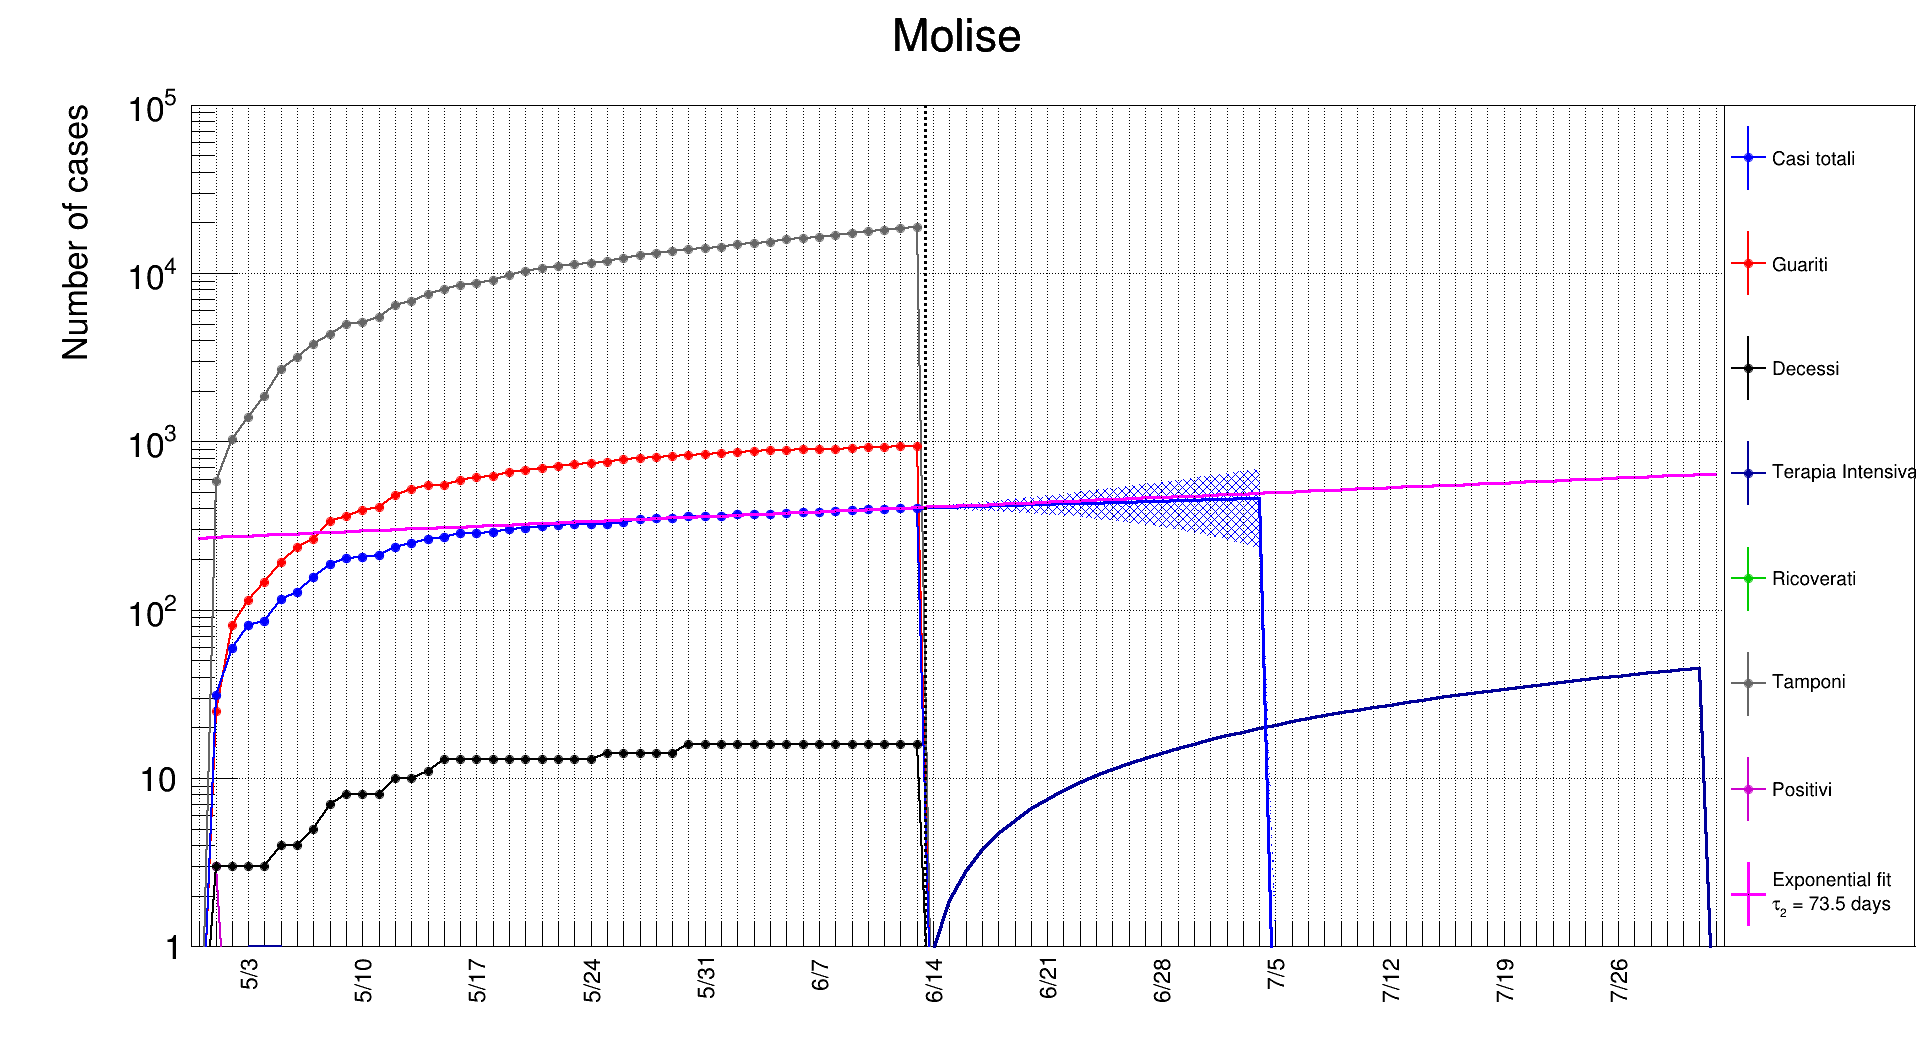 Molise
Number of cases
10^5
10^4
10^3
10^2
10
1
5/3
5/10
5/17
5/24
5/31
6/7
6/14
6/21
6/28
7/5
7/12
7/19
7/26
Casi totali
Guariti
Decessi
Terapia Intensiva
Ricoverati
Tamponi
Positivi
Exponential fit
τ₂ = 73.5 days